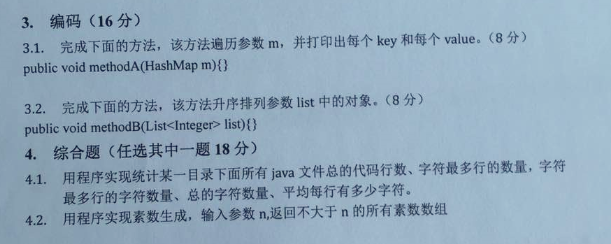 3. 编码（16 分）
3.1. 完成下面的方法，该方法遍历参数 m，并打印出每个 key 和每个 value。（8 分）
public void methodA(HashMap m){}
3.2. 完成下面的方法，该方法升序排列参数 list 中的对象。（8 分）
public void methodB(List<Integer> list){}
4. 综合题（任选其中一题 18 分）
4.1. 用程序实现统计某一目录下面所有 java 文件总的代码行数、字符最多行的数量，字符
最多行的字符数量、总的字符数量、平均每行有多少字符。
4.2. 用程序实现素数生成，输入参数 n,返回不大于 n 的所有素数数组